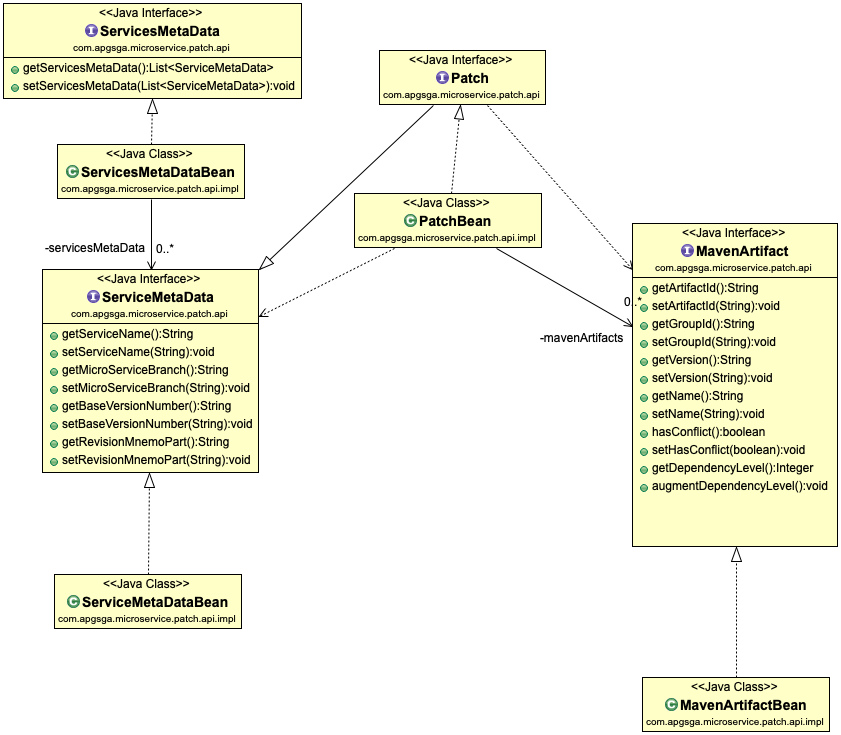 <<Java Interface>>
ServicesMetaData
com.apgsga.microservice.patch.api
getServicesMetaData():List<ServiceMetaData>
setServicesMetaData(List<ServiceMetaData>):void
<<Java Interface>>
Patch
com.apgsga.microservice.patch.api
<<Java Class>>
ServicesMetaDataBean
com.apgsga.microservice.patch.api.impl
<<Java Class>>
PatchBean
com.apgsga.microservice.patch.api.impl
-servicesMetaData
0..*
<<Java Interface>>
ServiceMetaData
com.apgsga.microservice.patch.api
getServiceName():String
setServiceName(String):void
getMicroServiceBranch():String
setMicroServiceBranch(String):void
getBaseVersionNumber():String
setBaseVersionNumber(String):void
getRevisionMnemoPart():String
setRevisionMnemoPart(String):void
<<Java Interface>>
MavenArtifact
com.apgsga.microservice.patch.api
getArtifactId():String
setArtifactId(String):void
getGroupId():String
setGroupId(String):void
getVersion():String
setVersion(String):void
getName():String
setName(String):void
hasConflict():boolean
setHasConflict(boolean):void
getDependencyLevel():Integer
augmentDependencyLevel():void
0..*
-mavenArtifacts
<<Java Class>>
ServiceMetaDataBean
com.apgsga.microservice.patch.api.impl
<<Java Class>>
MavenArtifactBean
com.apgsga.microservice.patch.api.impl